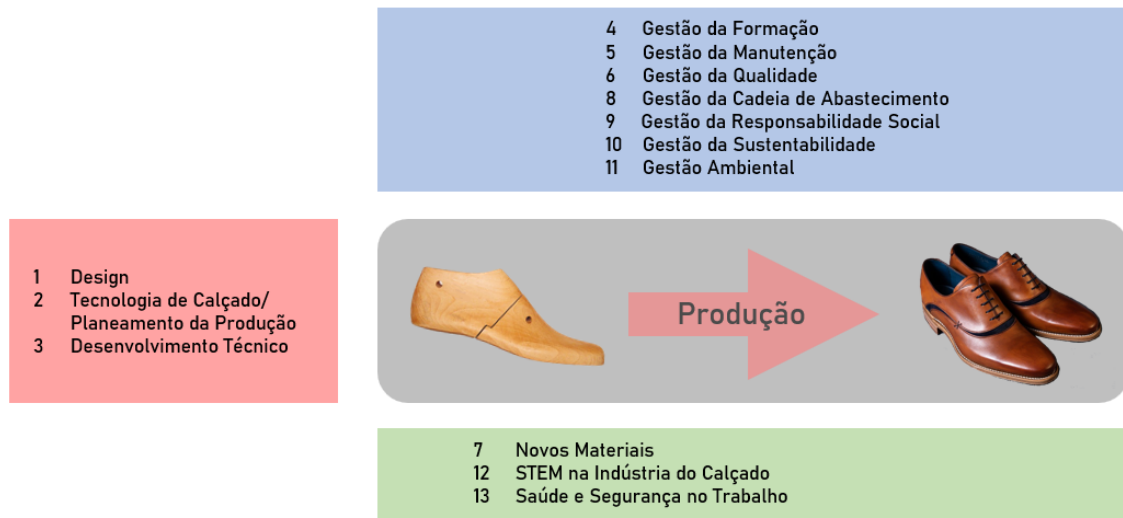 4 Gestão da Formação
5 Gestão da Manutenção
6 Gestão da Qualidade
8 Gestão da Cadeia de Abastecimento
9 Gestão da Responsabilidade Social
10 Gestão da Sustentabilidade
11 Gestão Ambiental
1 Design
2 Tecnologia de Calçado/
Planeamento da Produção
3 Desenvolvimento Técnico
Produção
7 Novos Materiais
12 STEM na Indústria do Calçado
13 Saúde e Segurança no Trabalho